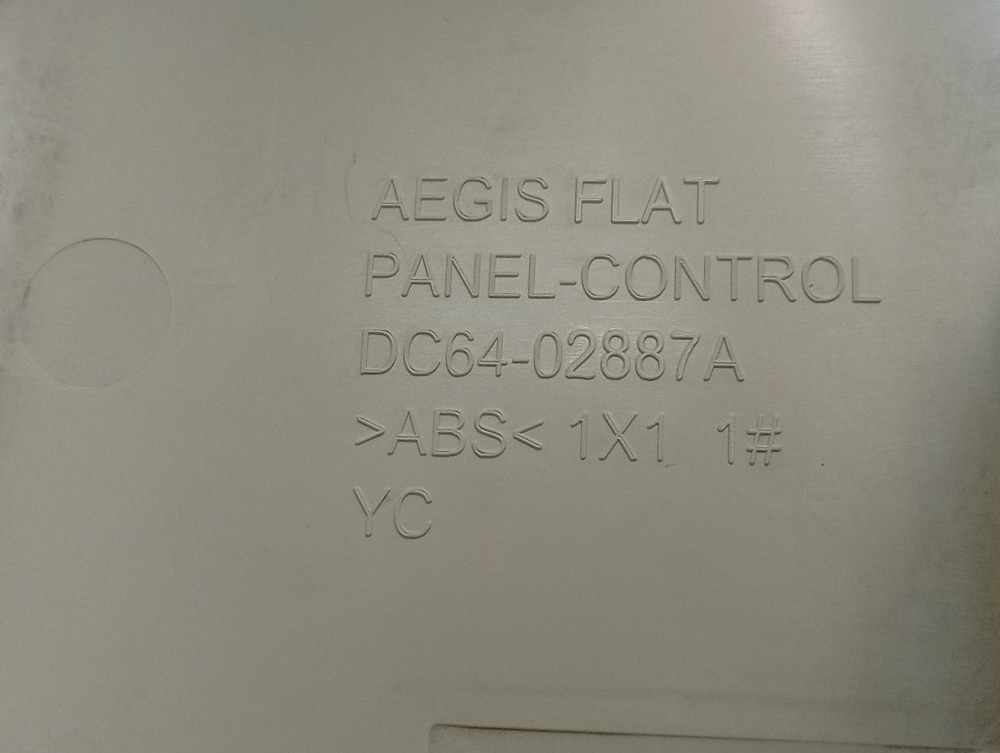 AEGIS FLAT
PANEL-CONTROL
DC64-02887A
>ABS< 1X1 1#
YC